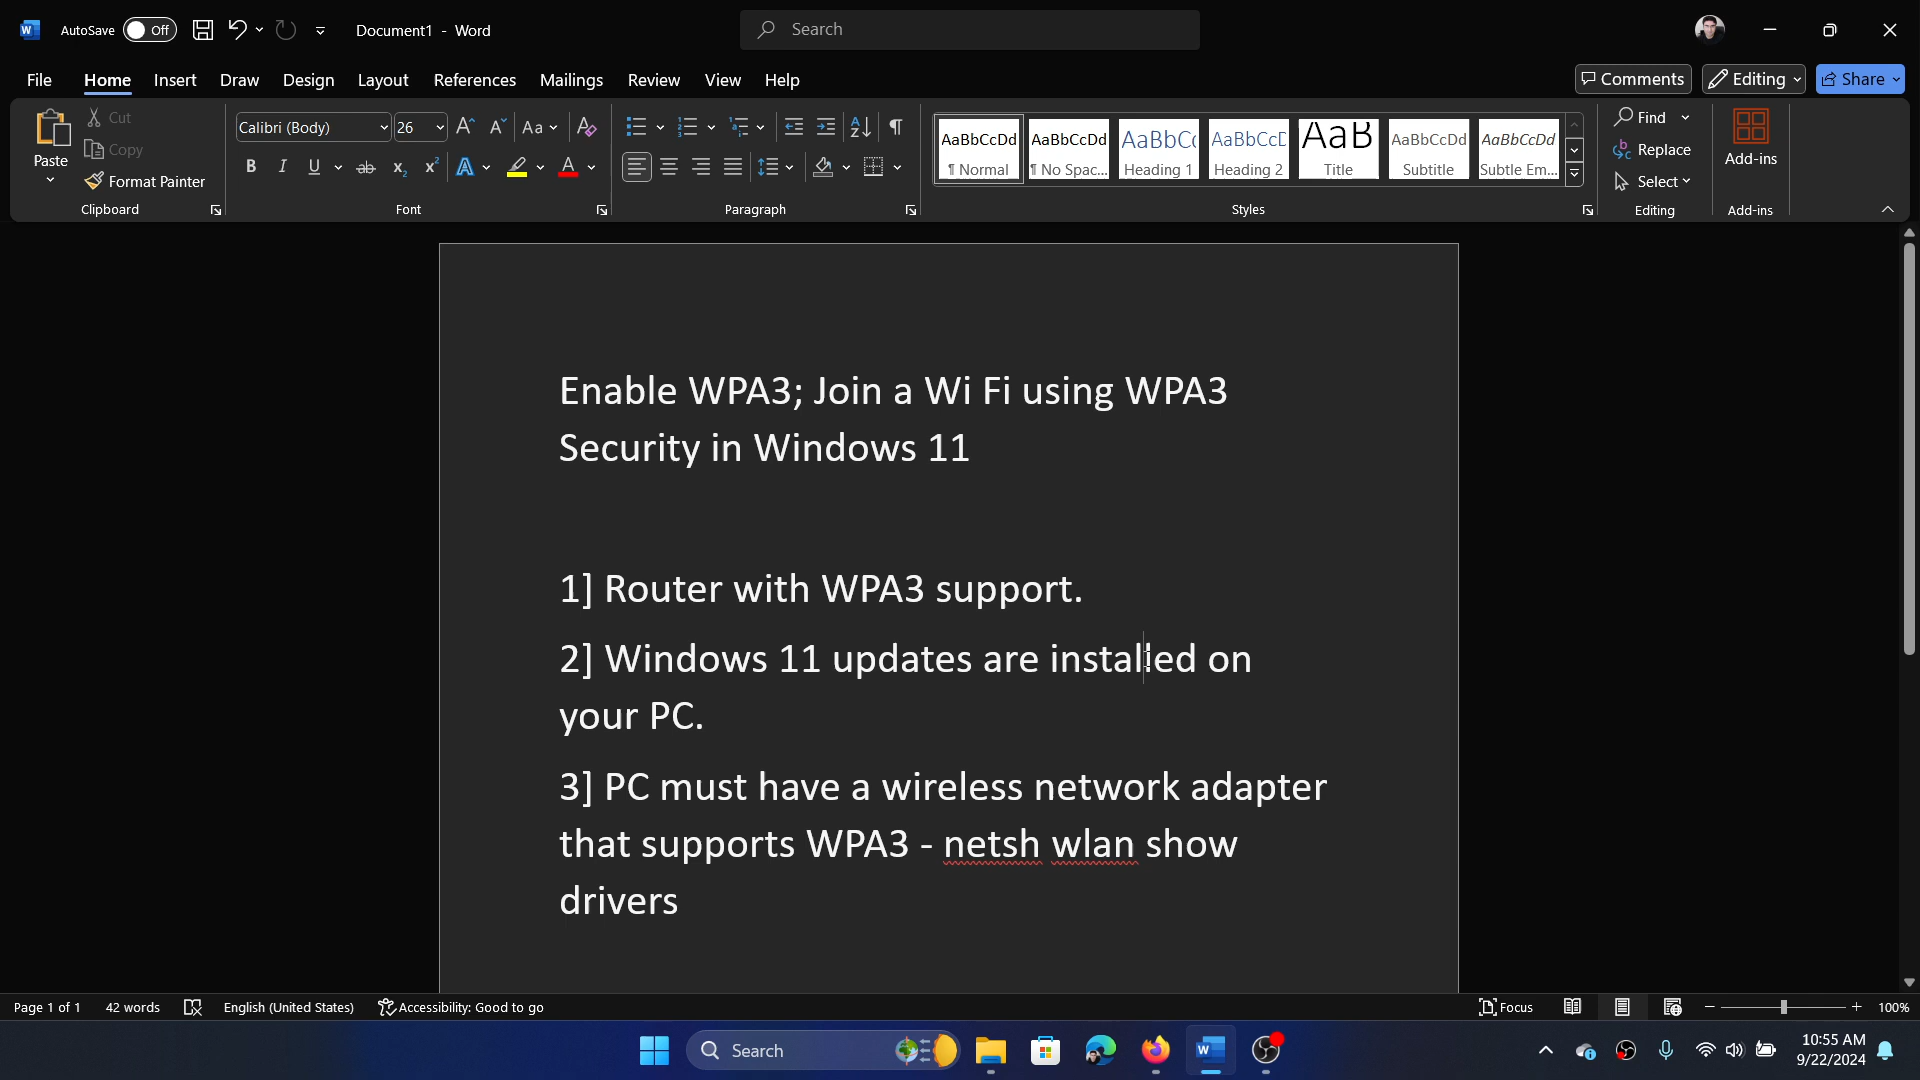 AutoSave Off Document1 - Word Search
File Home Insert Draw Design Layout References Mailings Review View Help Comments Editing Share
Paste Cut Copy Format Painter
Clipboard
Calibri (Body) 26
Font
Paragraph
AaBbCcDd AaBbCcDd AaBbCc AaBbCcD AaB AaBbCcDd AaBbCcDd
¶ Normal ¶ No Spac... Heading 1 Heading 2 Title Subtitle Subtle Em...
Styles
Find
Replace
Select
Editing
Add-ins
Add-ins
Enable WPA3; Join a Wi Fi using WPA3
Security in Windows 11
1] Router with WPA3 support.
2] Windows 11 updates are installed on
your PC.
3] PC must have a wireless network adapter
that supports WPA3 - netsh wlan show
drivers
Page 1 of 1 42 words English (United States) Accessibility: Good to go Focus 100%
Search
10:55 AM
9/22/2024